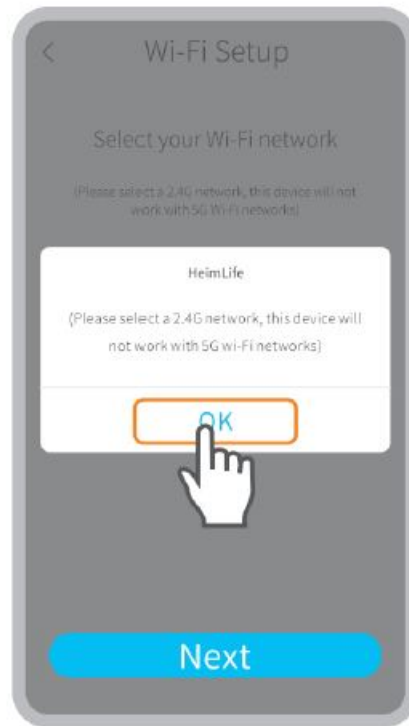 < Wi-Fi Setup
Select your Wi-Fi network
(Please select a 2.4G network, this device will not
work with 5G Wi-Fi networks)
HeimLife
(Please select a 2.4G network, this device will
not work with 5G wi-Fi networks)
OK
Next